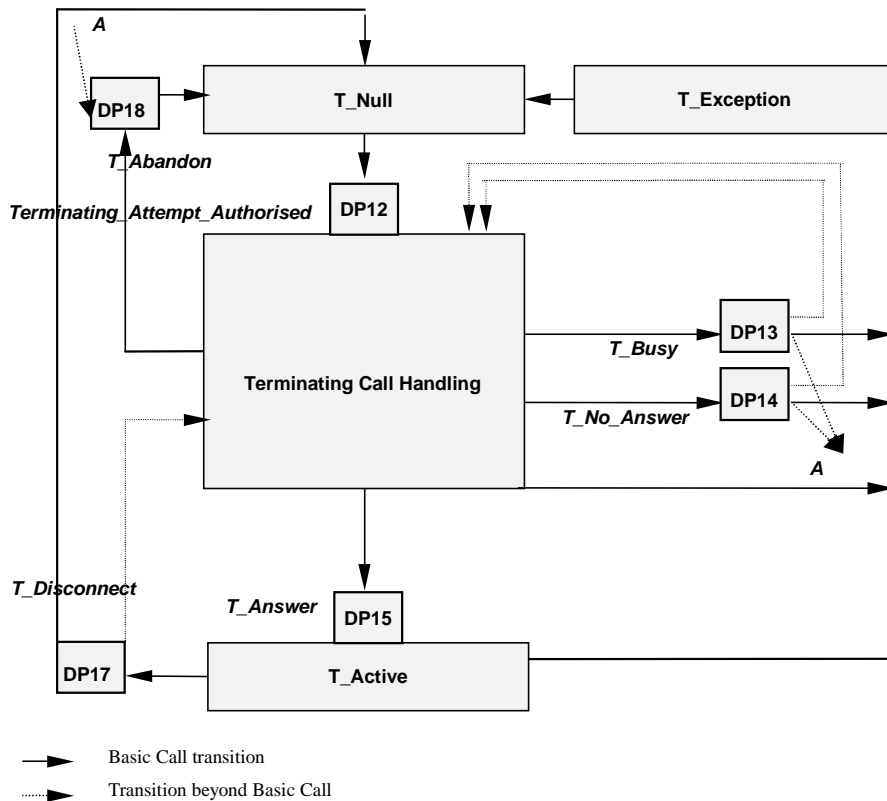 A
T_Null
T_Exception
DP18
T_Abandon
Terminating_Attempt_Authorised
DP12
DP13
T_Busy
Terminating Call Handling
DP14
T_No_Answer
A
T_Disconnect
T_Answer
DP15
DP17
T_Active
Basic Call transition
Transition beyond Basic Call